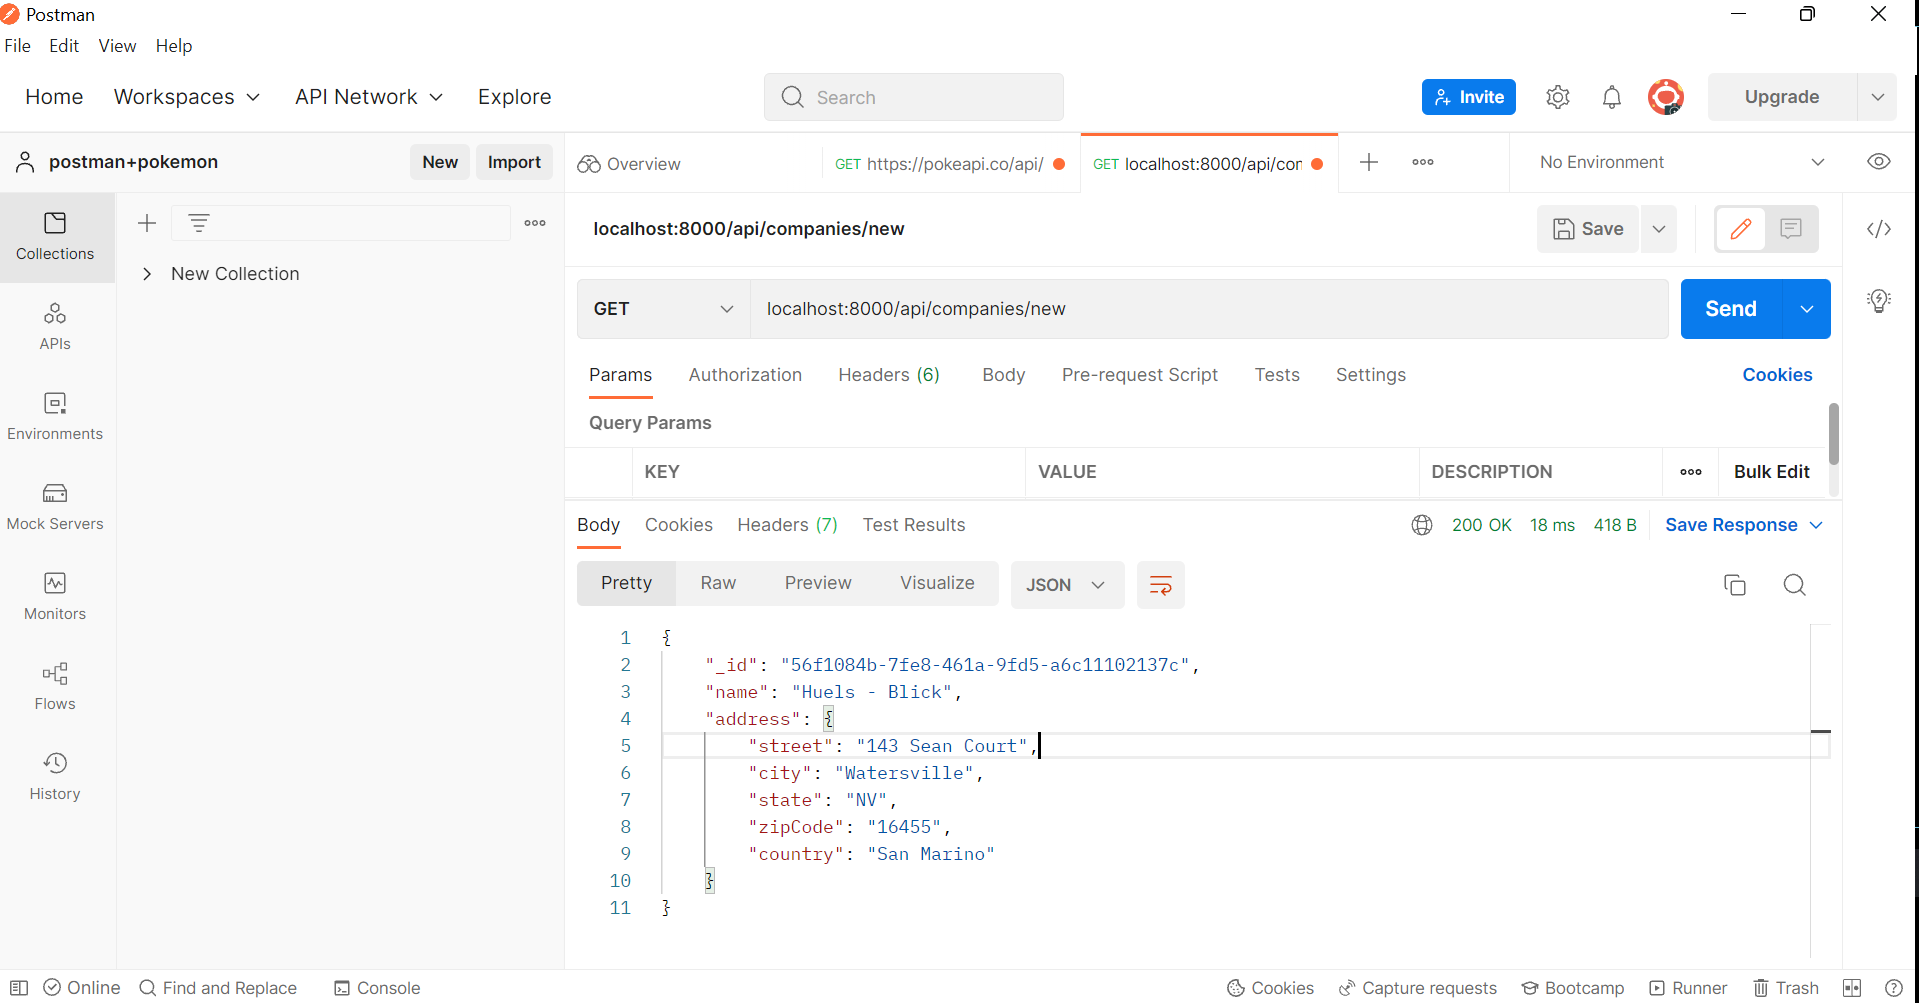 Postman
File Edit View Help
Home Workspaces API Network Explore Search Invite Upgrade
postman+pokemon New Import Overview GET https://pokeapi.co/api/ GET localhost:8000/api/con No Environment
Collections
APIs
Environments
Mock Servers
Monitors
Flows
History
New Collection
localhost:8000/api/companies/new Save
GET localhost:8000/api/companies/new Send
Params Authorization Headers (6) Body Pre-request Script Tests Settings Cookies
Query Params
KEY VALUE DESCRIPTION Bulk Edit
Body Cookies Headers (7) Test Results 200 OK 18 ms 418 B Save Response
Pretty Raw Preview Visualize JSON
1 {
2 "_id": "56f1084b-7fe8-461a-9fd5-a6c11102137c",
3 "name": "Huels - Blick",
4 "address": {
5 "street": "143 Sean Court",
6 "city": "Watersville",
7 "state": "NV",
8 "zipCode": "16455",
9 "country": "San Marino"
10 }
11 }
Online Find and Replace Console Cookies Capture requests Bootcamp Runner Trash